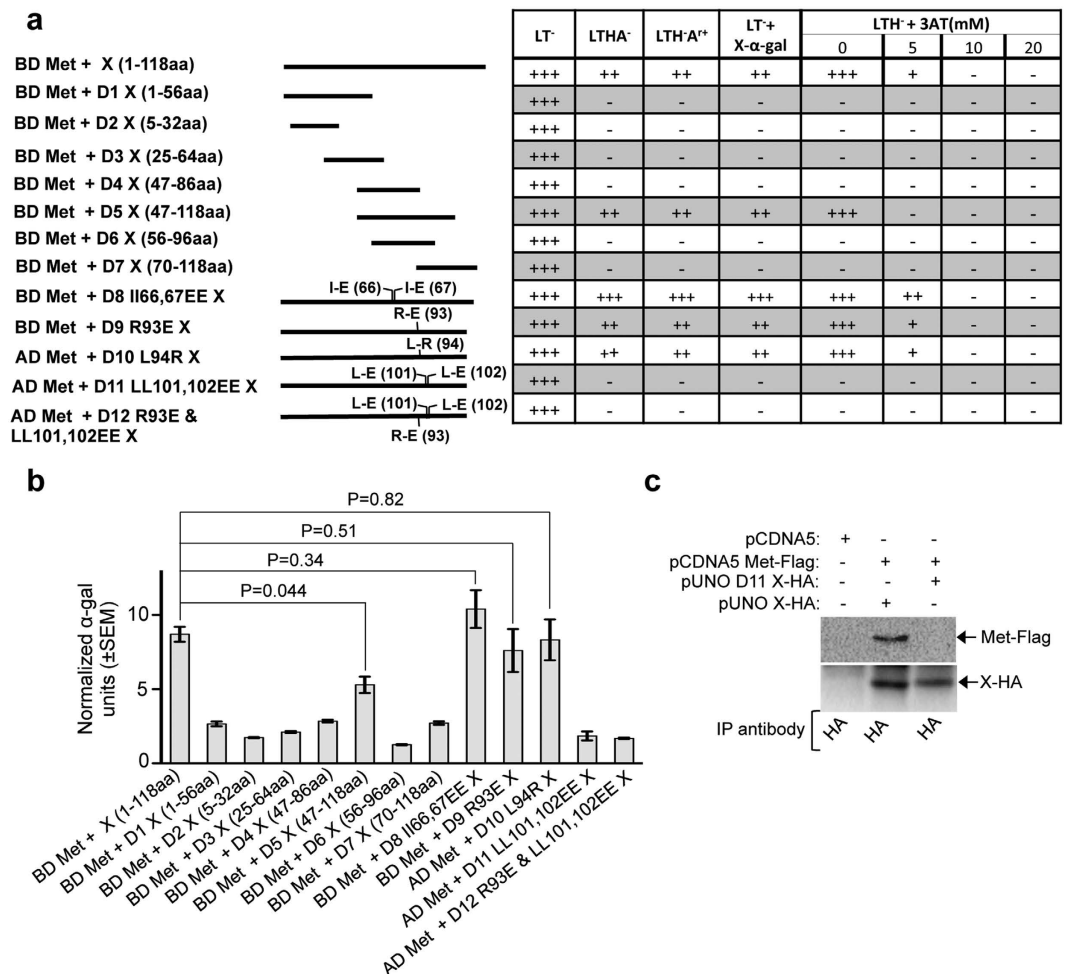 a
LT- LTHA- LTH-Ar+ LT-+ X-α-gal LTH- + 3AT(mM)
0 5 10 20
BD Met + X (1-118aa) +++ ++ ++ ++ +++ + - -
BD Met + D1 X (1-56aa) +++ - - - - - - -
BD Met + D2 X (5-32aa) +++ - - - - - - -
BD Met + D3 X (25-64aa) +++ - - - - - - -
BD Met + D4 X (47-86aa) +++ - - - - - - -
BD Met + D5 X (47-118aa) +++ ++ ++ ++ +++ - - -
BD Met + D6 X (56-96aa) +++ - - - - - - -
BD Met + D7 X (70-118aa) +++ - - - - - - -
I-E (66) I-E (67)
BD Met + D8 II66,67EE X +++ +++ +++ +++ +++ ++ - -
R-E (93)
BD Met + D9 R93E X +++ ++ ++ ++ +++ + - -
L-R (94)
AD Met + D10 L94R X +++ ++ ++ ++ +++ + - -
L-E (101) L-E (102)
AD Met + D11 LL101,102EE X +++ - - - - - - -
L-E (101) L-E (102)
AD Met + D12 R93E & +++ - - - - - - -
LL101,102EE X
R-E (93)
b
P=0.82
P=0.51
P=0.34
P=0.044
Normalized α-gal
units (±SEM)
10
5
0
BD Met + X (1-118aa)
BD Met + D1 X (1-56aa)
BD Met + D2 X (5-32aa)
BD Met + D3 X (25-64aa)
BD Met + D4 X (47-86aa)
BD Met + D5 X (47-118aa)
BD Met + D6 X (56-96aa)
BD Met + D7 X (70-118aa)
BD Met + D8 II66,67EE X
BD Met + D9 R93E X
AD Met + D10 L94R X
AD Met + D11 LL101,102EE X
AD Met + D12 R93E & LL101,102EE X
c
pCDNA5: + - -
pCDNA5 Met-Flag: - + +
pUNO D11 X-HA: - - +
pUNO X-HA: - + -
Met-Flag
X-HA
IP antibody HA HA HA